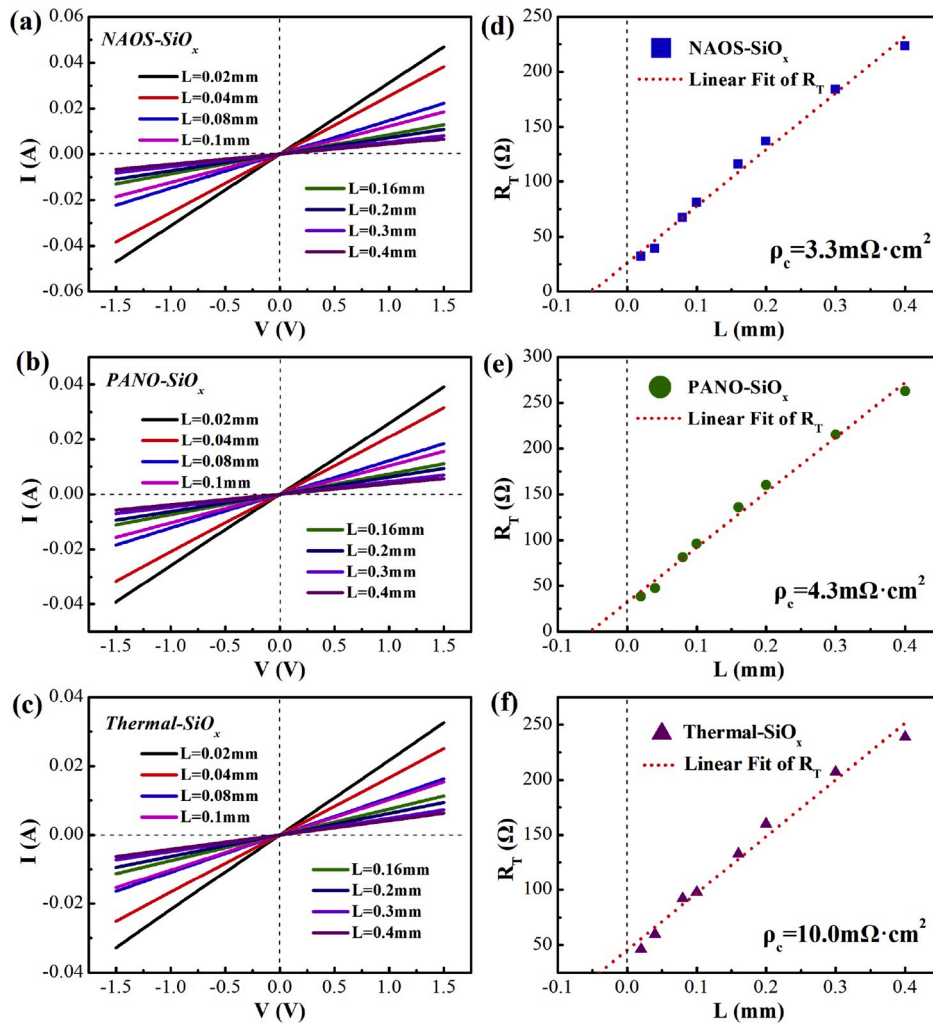 (a)
NAOS-SiOx
L=0.02mm
L=0.04mm
L=0.08mm
L=0.1mm
L=0.16mm
L=0.2mm
L=0.3mm
L=0.4mm
0.06
0.04
0.02
0.00
-0.02
-0.04
0.06
I (A)
-1.5 -1.0 -0.5 0.0 0.5 1.0 1.5
V (V)
(d)
NAOS-SiOx
Linear Fit of RT
ρc=3.3mΩ·cm2
250
200
150
100
50
0
RT (Ω)
-0.1 0.0 0.1 0.2 0.3 0.4
L (mm)
(b)
PANO-SiOx
L=0.02mm
L=0.04mm
L=0.08mm
L=0.1mm
L=0.16mm
L=0.2mm
L=0.3mm
L=0.4mm
0.04
0.02
0.00
-0.02
-0.04
I (A)
-1.5 -1.0 -0.5 0.0 0.5 1.0 1.5
V (V)
(e)
PANO-SiOx
Linear Fit of RT
ρc=4.3mΩ·cm2
300
250
200
150
100
50
0
RT (Ω)
-0.1 0.0 0.1 0.2 0.3 0.4
L (mm)
(c)
Thermal-SiOx
L=0.02mm
L=0.04mm
L=0.08mm
L=0.1mm
L=0.16mm
L=0.2mm
L=0.3mm
L=0.4mm
0.04
0.02
0.00
-0.02
-0.04
I (A)
-1.5 -1.0 -0.5 0.0 0.5 1.0 1.5
V (V)
(f)
Thermal-SiOx
Linear Fit of RT
ρc=10.0mΩ·cm2
250
200
150
100
50
RT (Ω)
-0.1 0.0 0.1 0.2 0.3 0.4
L (mm)